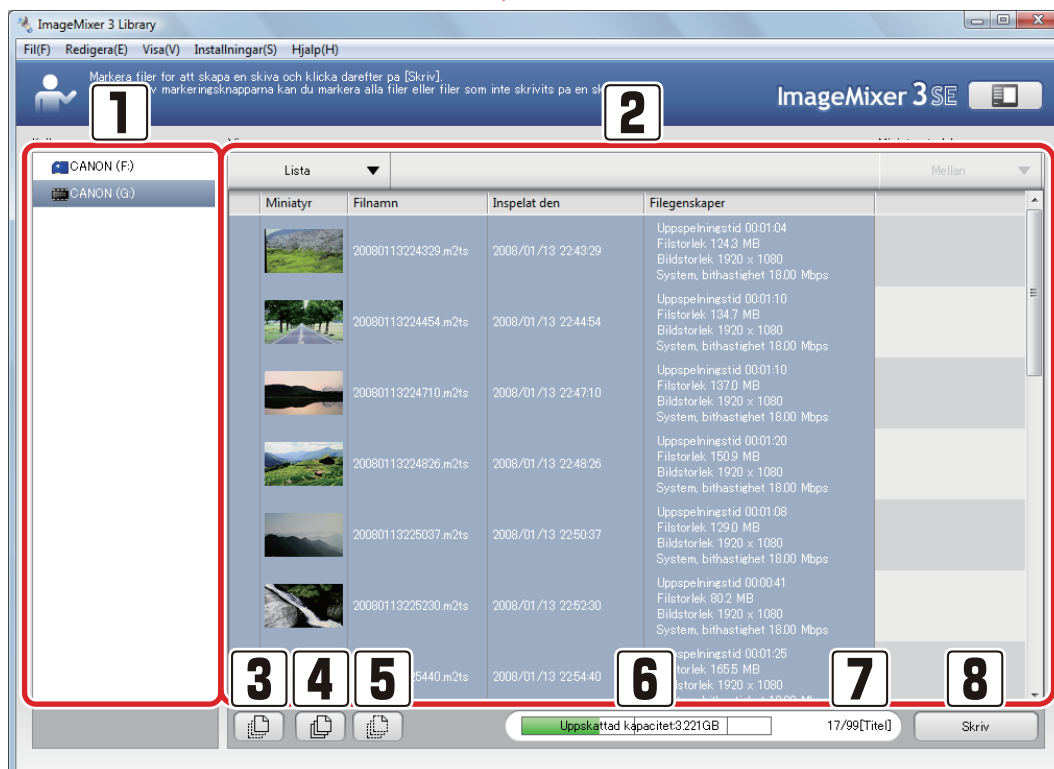 ImageMixer 3 Library
Fil(F) Redigera(E) Visa(V) Installningar(S) Hjalp(H)
Markera filer for att skapa en skiva och klicka darefter pa [Skriv].
markeringsknapparna kan du markera alla filer eller filer som inte skrivits pa en
ImageMixer 3 SE
1
2
CANON (F:)
CANON (G:)
Lista
Mellan
Miniatyr Filnamn Inspelat den Filegenskaper
Uppspelningstid 00:01:04
20080113224329.m2ts 2008/01/13 22:43:29
Filstorlek 124.3 MB
Bildstorlek 1920 x 1080
System, bithastighet 18.00 Mbps
Uppspelningstid 00:01:10
20080113224454.m2ts 2008/01/13 22:44:54
Filstorlek 134.7 MB
Bildstorlek 1920 x 1080
System, bithastighet 18.00 Mbps
Uppspelningstid 00:01:10
20080113224710.m2ts 2008/01/13 22:47:10
Filstorlek 137.0 MB
Bildstorlek 1920 x 1080
System, bithastighet 18.00 Mbps
Uppspelningstid 00:01:20
20080113224826.m2ts 2008/01/13 22:48:26
Filstorlek 150.9 MB
Bildstorlek 1920 x 1080
System, bithastighet 18.00 Mbps
Uppspelningstid 00:01:08
20080113225037.m2ts 2008/01/13 22:50:37
Filstorlek 129.0 MB
Bildstorlek 1920 x 1080
System, bithastighet 18.00 Mbps
Uppspelningstid 00:00:41
20080113225230.m2ts 2008/01/13 22:52:30
Filstorlek 80.2 MB
Bildstorlek 1920 x 1080
System, bithastighet 18.00 Mbps
00:01:25
5440.m2ts 2008/01/13 22:54:40
165.5 MB
1920 x 1080
3
4
5
6
7
8
Uppskattad kapacitet:3.221GB
17/99[Titel]
Skriv